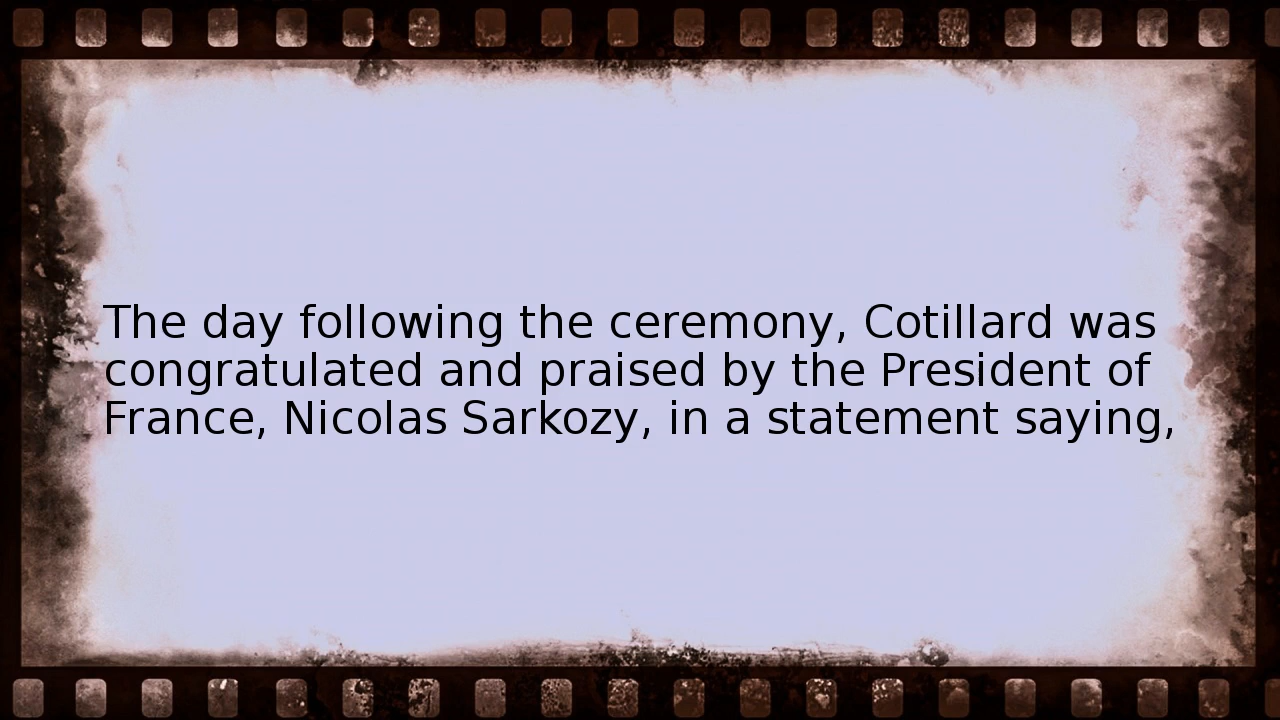 The day following the ceremony, Cotillard was
congratulated and praised by the President of
France, Nicolas Sarkozy, in a statement saying,